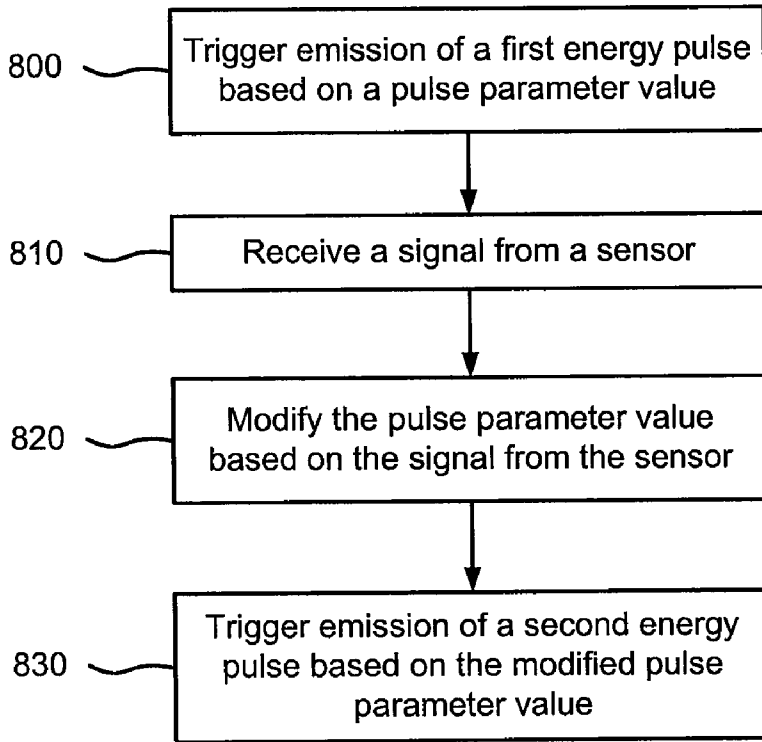 800
Trigger emission of a first energy pulse
based on a pulse parameter value
810
Receive a signal from a sensor
820
Modify the pulse parameter value
based on the signal from the sensor
830
Trigger emission of a second energy
pulse based on the modified pulse
parameter value